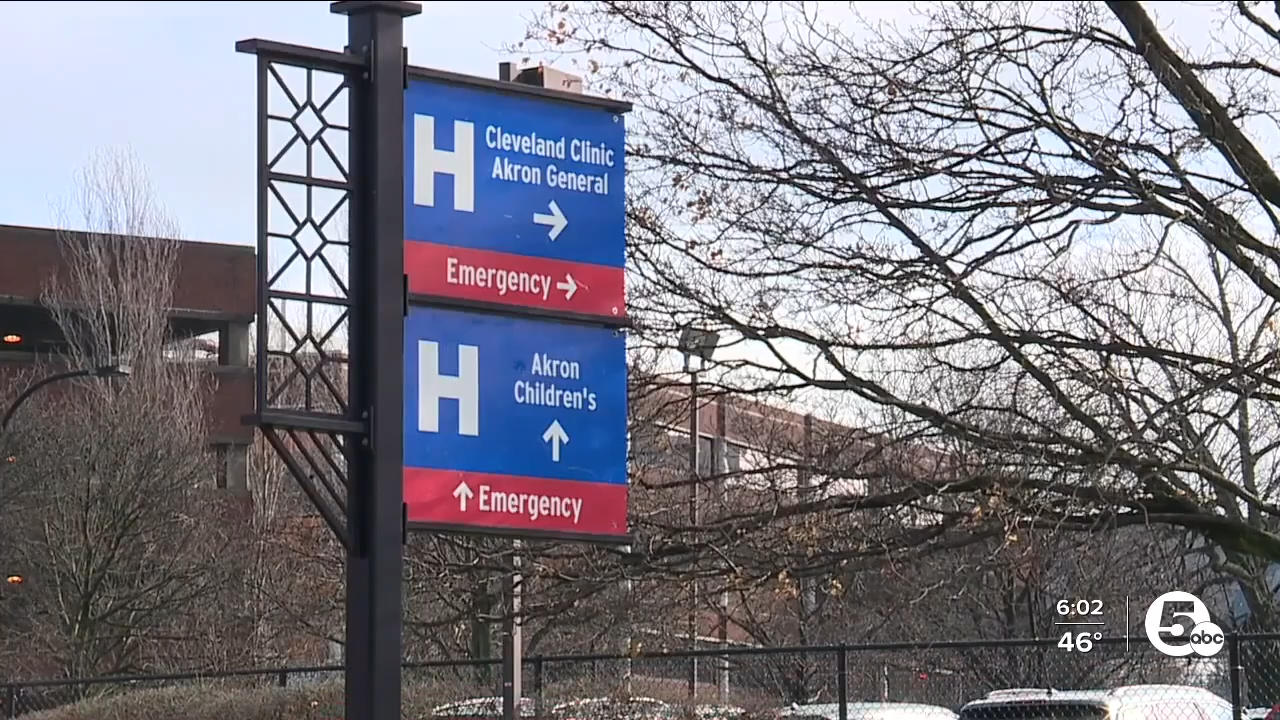 H
Cleveland Clinic
Akron General
→
Emergency →
H
Akron
Children's
↑
↑ Emergency
6:02
46°
5 abc